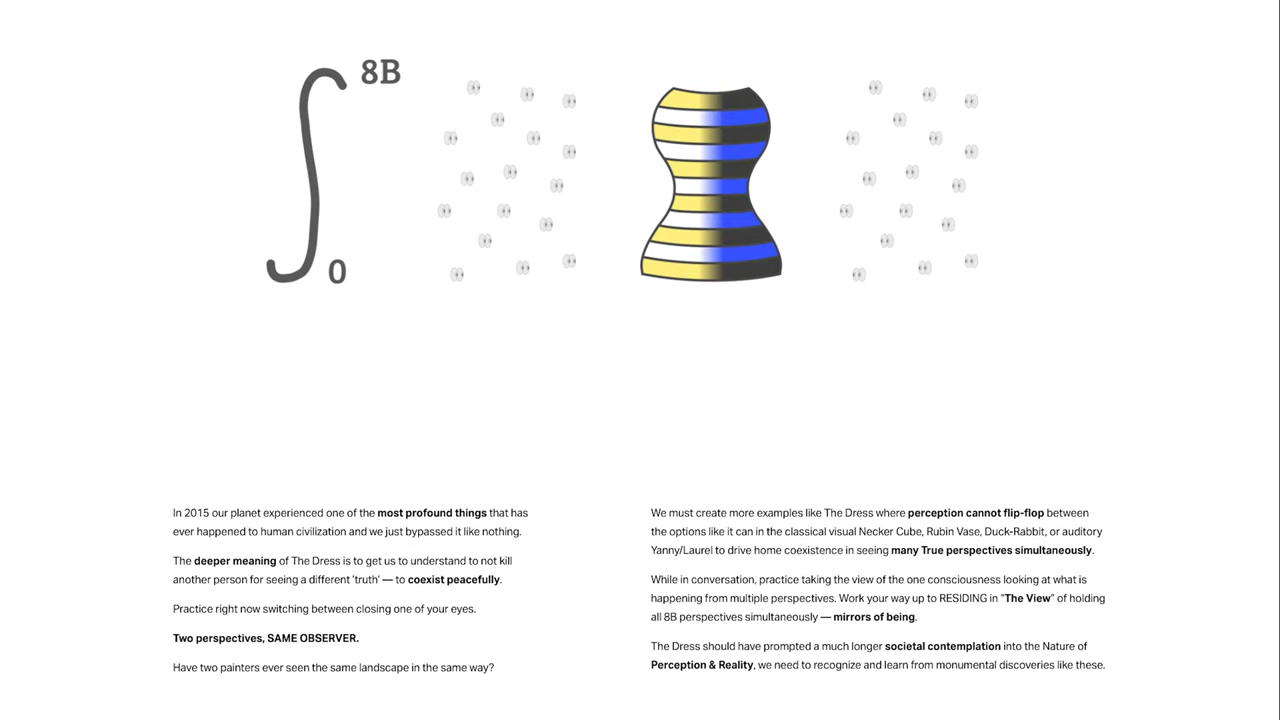 8B
0
In 2015 our planet experienced one of the most profound things that has
ever happened to human civilization and we just bypassed it like nothing.
The deeper meaning of The Dress is to get us to understand to not kill
another person for seeing a different 'truth' — to coexist peacefully.
Practice right now switching between closing one of your eyes.
Two perspectives, SAME OBSERVER.
Have two painters ever seen the same landscape in the same way?
We must create more examples like The Dress where perception cannot flip-flop between
the options like it can in the classical visual Necker Cube, Rubin Vase, Duck-Rabbit, or auditory
Yanny/Laurel to drive home coexistence in seeing many True perspectives simultaneously.
While in conversation, practice taking the view of the one consciousness looking at what is
happening from multiple perspectives. Work your way up to RESIDING in "The View" of holding
all 8B perspectives simultaneously — mirrors of being.
The Dress should have prompted a much longer societal contemplation into the Nature of
Perception & Reality, we need to recognize and learn from monumental discoveries like these.